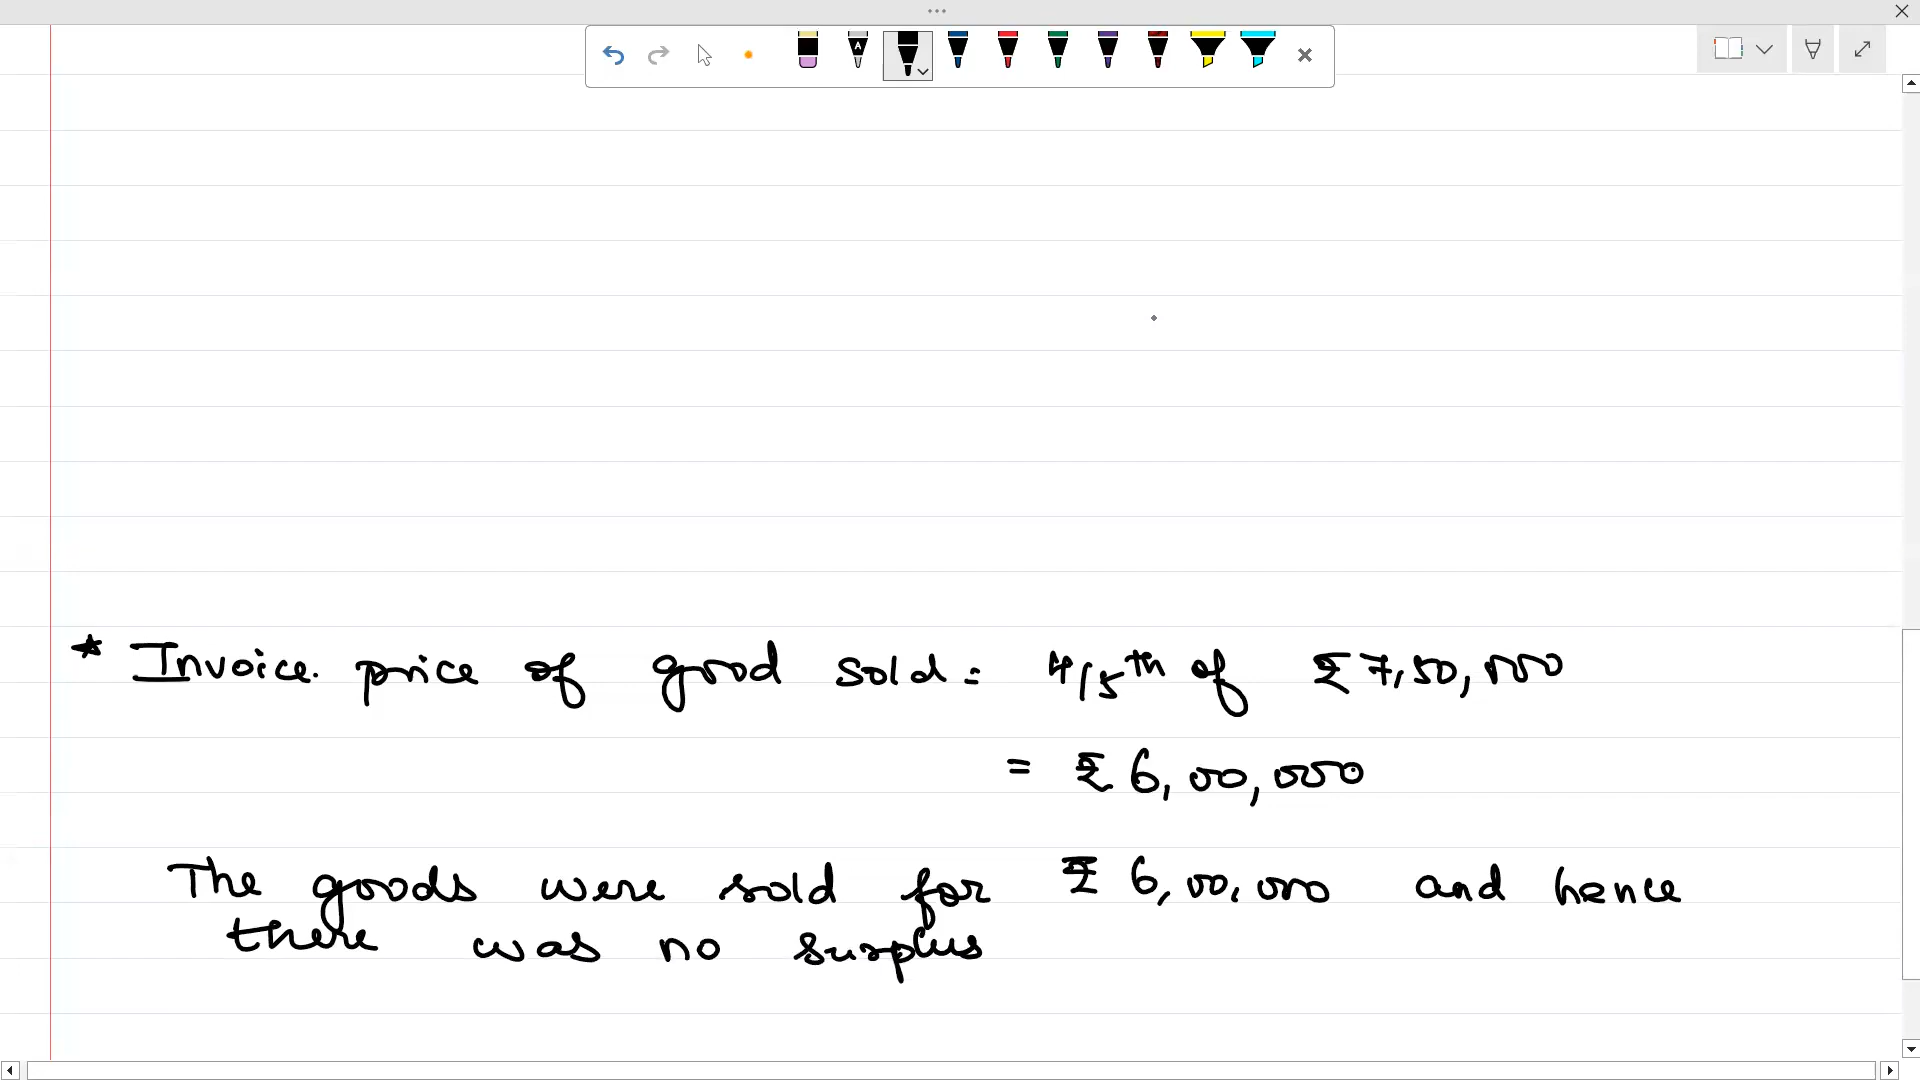 * Invoice. price of good sold = 4/5th of ₹ 7,50,000
= ₹ 6,00,000
The goods were sold for ₹ 6,00,000 and hence
there was no surplus